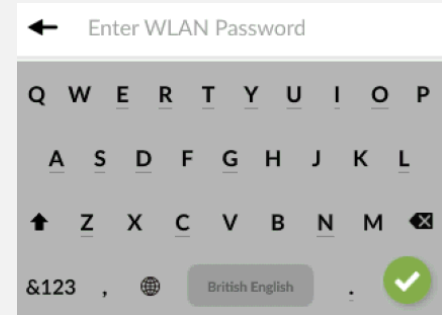 Enter WLAN Password
Q W E R T Y U I O P
A S D F G H J K L
Z X C V B N M
&123 , British English .